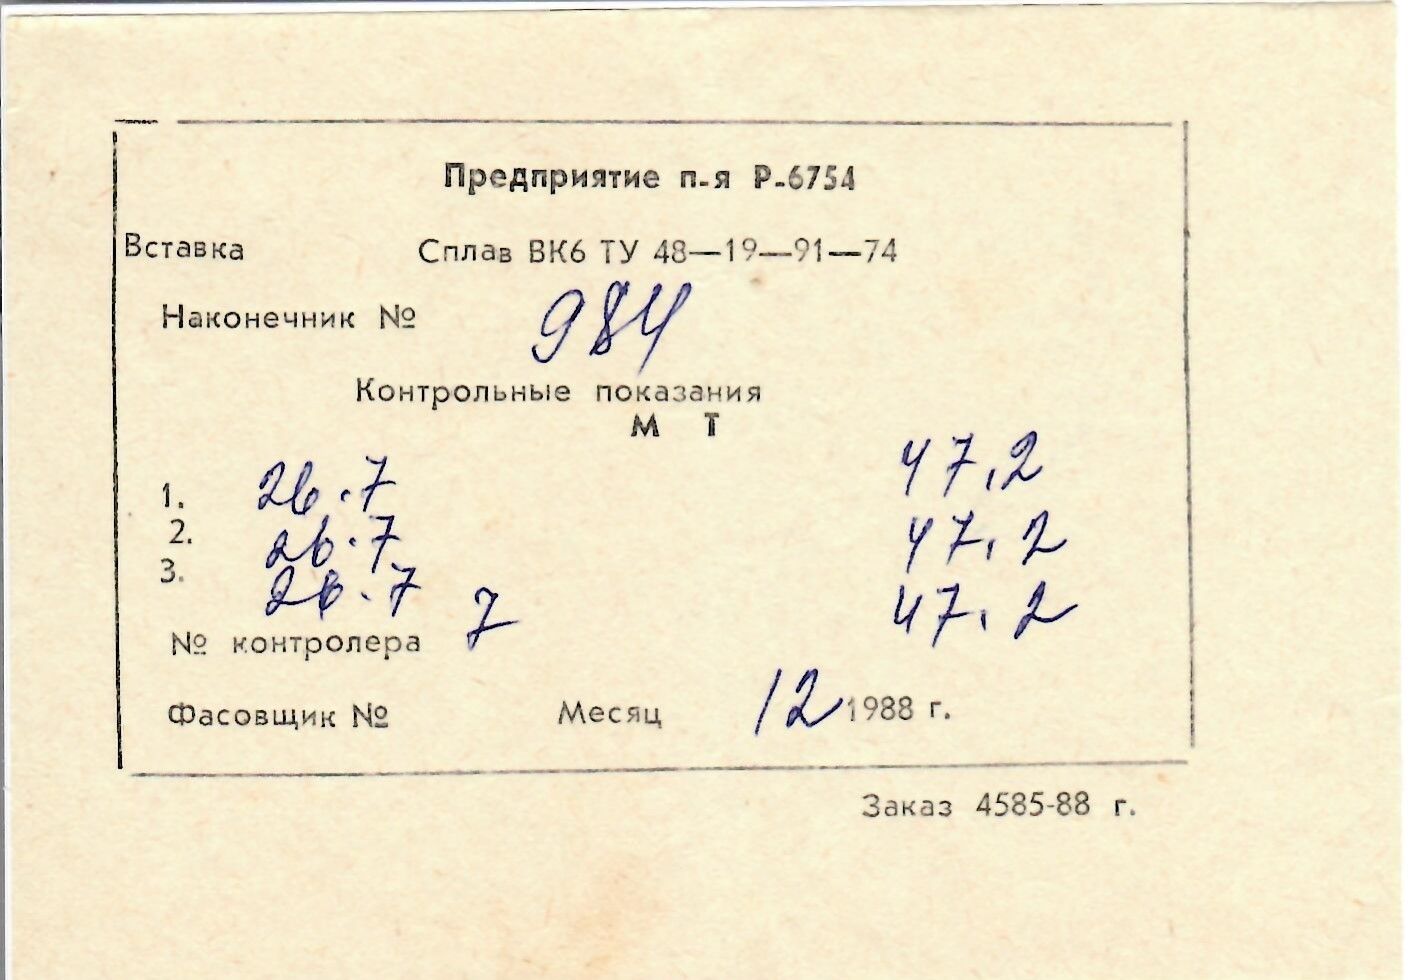 Предприятие п-я Р-6754
Вставка Сплав ВК6 ТУ 48—19—91—74
Наконечник № 984
Контрольные показания
М Т
1. 26.7 47,2
2. 26.7 47,2
3. 26.7 47,2
№ контролера 7
Фасовщик № Месяц 12 1988 г.
Заказ 4585-88 г.